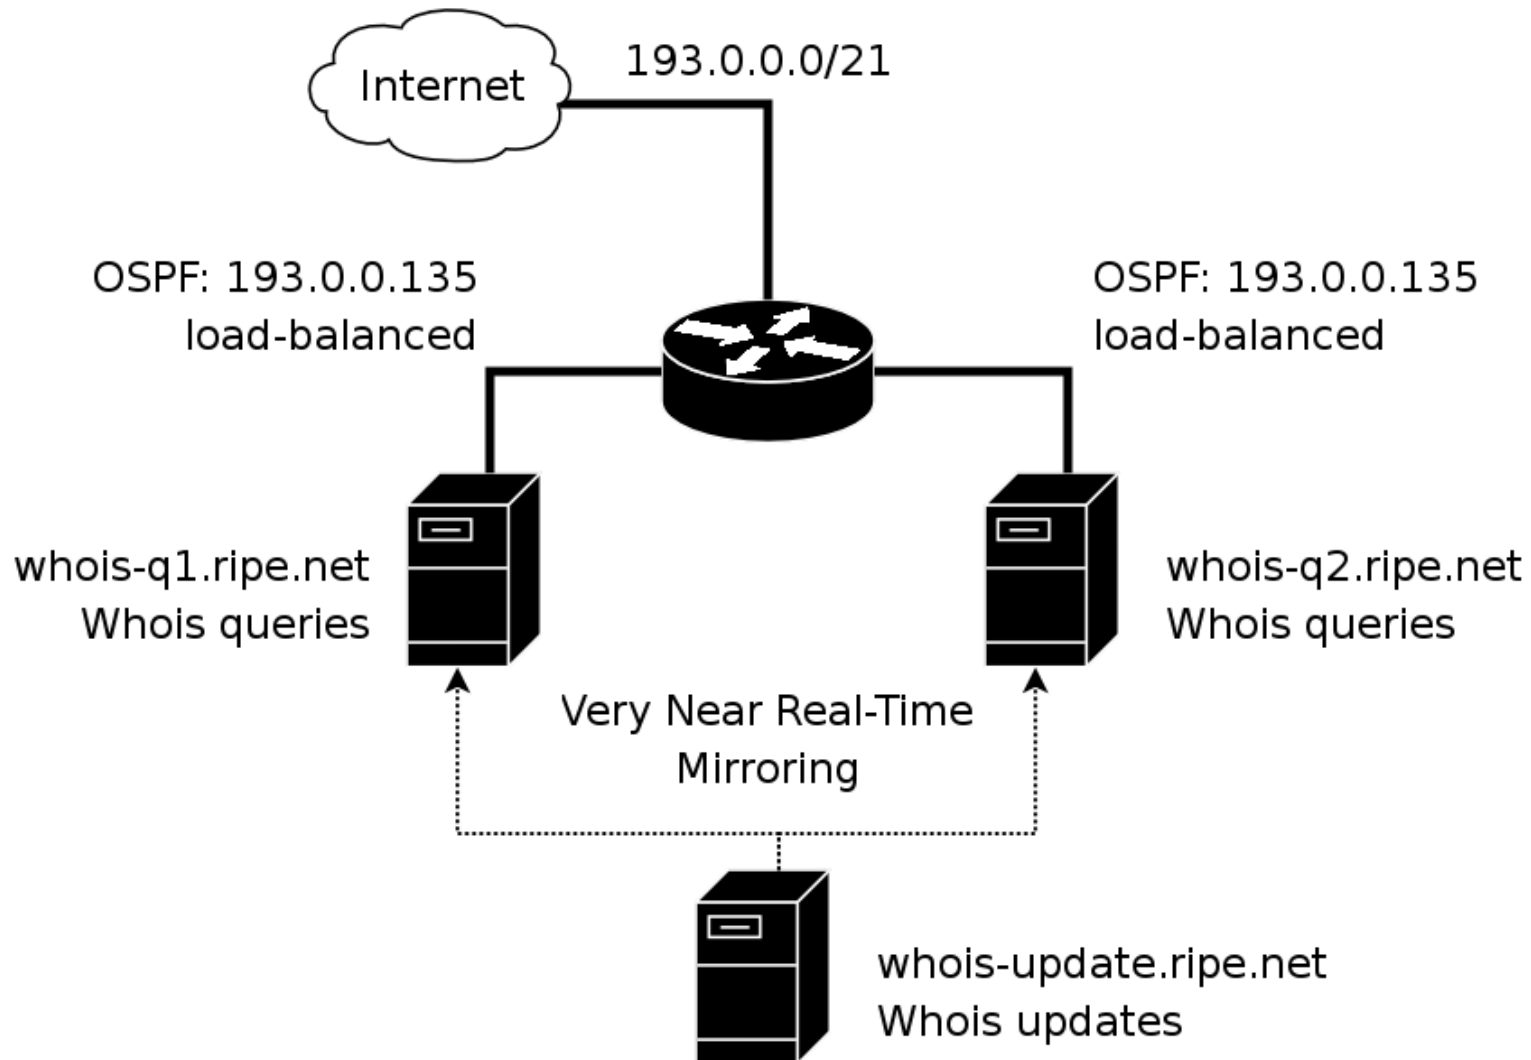 Internet
193.0.0.0/21
OSPF: 193.0.0.135
load-balanced
OSPF: 193.0.0.135
load-balanced
whois-q1.ripe.net
Whois queries
whois-q2.ripe.net
Whois queries
Very Near Real-Time
Mirroring
whois-update.ripe.net
Whois updates